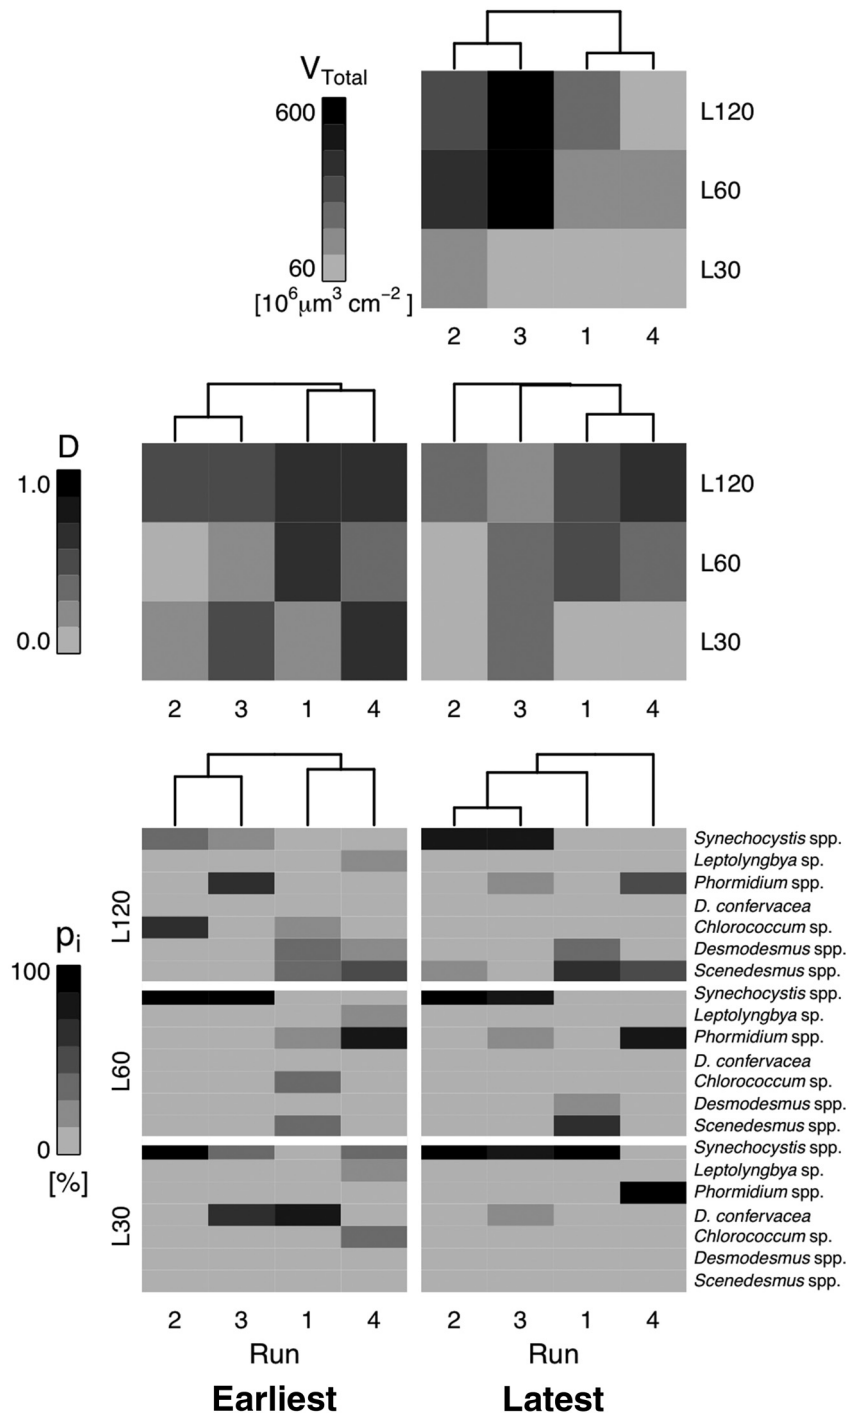 V_Total
600
60
[10⁶μm³ cm⁻²]
L120
L60
L30
2 3 1 4
D
1.0
0.0
L120
L60
L30
2 3 1 4
2 3 1 4
p_i
100
0
[%]
L120
Synechocystis spp.
Leptolyngbya sp.
Phormidium spp.
D. confervacea
Chlorococcum sp.
Desmodesmus spp.
Scenedesmus spp.
L60
Synechocystis spp.
Leptolyngbya sp.
Phormidium spp.
D. confervacea
Chlorococcum sp.
Desmodesmus spp.
Scenedesmus spp.
L30
Synechocystis spp.
Leptolyngbya sp.
Phormidium spp.
D. confervacea
Chlorococcum sp.
Desmodesmus spp.
Scenedesmus spp.
2 3 1 4
2 3 1 4
Run
Run
Earliest
Latest